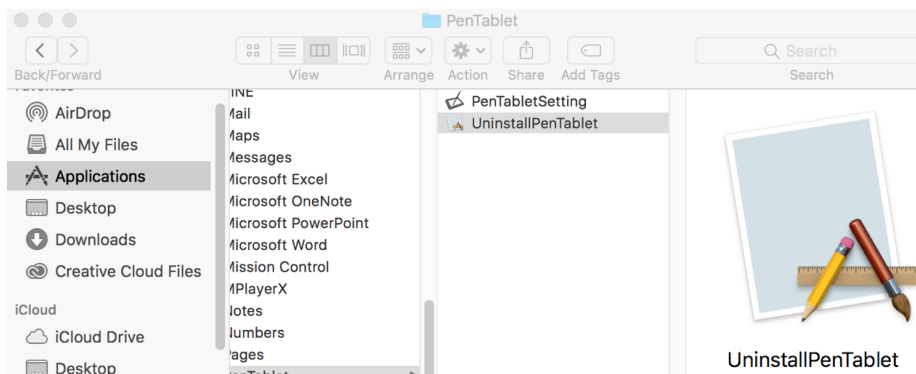 PenTablet
Back/Forward
View
Arrange
Action
Share
Add Tags
Search
Search
AirDrop
All My Files
Applications
Desktop
Downloads
Creative Cloud Files
iCloud
iCloud Drive
Desktop
Mail
Maps
Messages
Microsoft Excel
Microsoft OneNote
Microsoft PowerPoint
Microsoft Word
Mission Control
MPlayerX
Notes
Numbers
Pages
PenTabletSetting
UninstallPenTablet
UninstallPenTablet